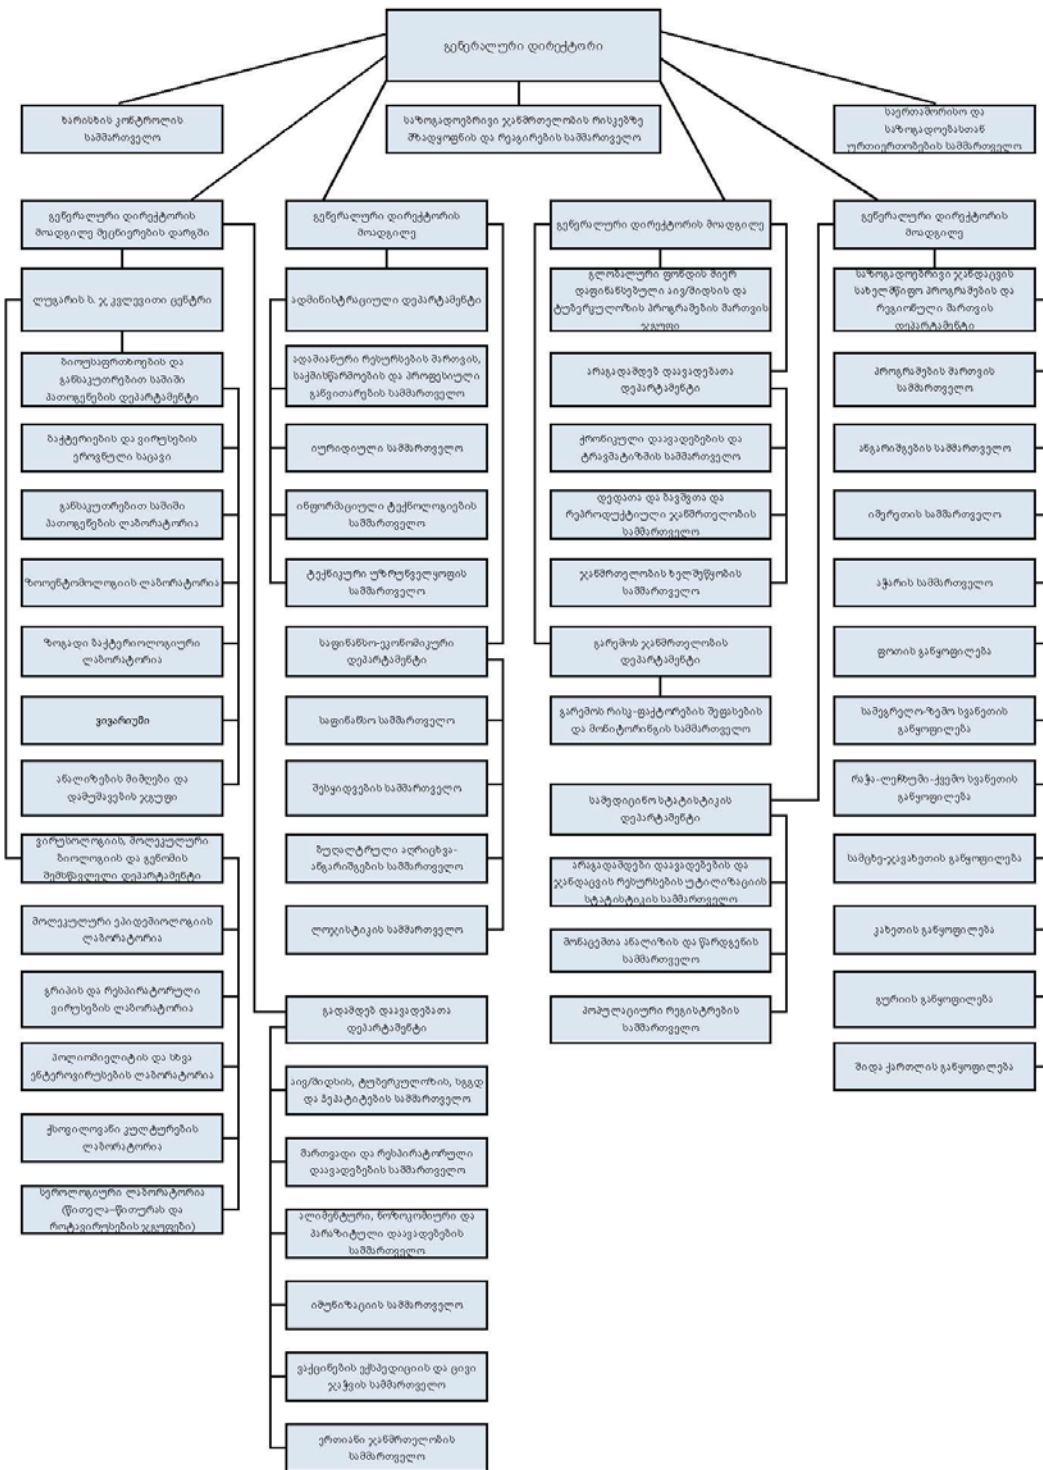 გენერალური დირექტორი
ხარისხის კონტროლის
სამმართველო
საზოგადოებრივი ჯანმრთელობის რისკებზე
მზადყოფნის და რეაგირების სამმართველო
საერთაშორისო და
საზოგადოებასთან
ურთიერთობების სამმართველო
გენერალური დირექტორის
მოადგილე მეცნიერების დარგში
ლუგარის ს. ჯ კვლევითი ცენტრი
ბიოუსაფრთხოების და
განსაკუთრებით საშიში
პათოგენების დეპარტამენტი
ბაქტერიების და ვირუსების
ეროვნული საცავი
განსაკუთრებით საშიში
პათოგენების ლაბორატორია
ზოოენტომოლოგიის ლაბორატორია
ზოგადი ბაქტერიოლოგიური
ლაბორატორია
ვივარიუმი
ანალიზების მიმღები და
დამუშავების ჯგუფი
ვირუსოლოგიის, მოლეკულური
ბიოლოგიის და გენომის
შემსწავლელი დეპარტამენტი
მოლეკულური ეპიდემიოლოგიის
ლაბორატორია
გრიპის და რესპირატორული
ვირუსების ლაბორატორია
პოლიომიელიტის და სხვა
ენტეროვირუსების ლაბორატორია
ქსოვილოვანი კულტურების
ლაბორატორია
სეროლოგიური ლაბორატორია
(წითელა-წითურას და
როტავირუსების ჯგუფები)
გენერალური დირექტორის
მოადგილე
ადმინისტრაციული დეპარტამენტი
ადამიანური რესურსების მართვის,
საქმისწარმოების და პროფესიული
განვითარების სამმართველო
იურიდიული სამმართველო
ინფორმაციული ტექნოლოგიების
სამმართველო
ტექნიკური უზრუნველყოფის
სამმართველო
საფინანსო-ეკონომიკური
დეპარტამენტი
საფინანსო სამმართველო
შესყიდვების სამმართველო
ბუღალტრული აღრიცხვა-
ანგარიშგების სამმართველო
ლოჯისტიკის სამმართველო
გადამდებ დაავადებათა
დეპარტამენტი
აივ/შიდსის, ტუბერკულოზის, სგგდ
და ჰეპატიტების სამმართველო
მართვადი და რესპირატორული
დაავადებების სამმართველო
ალიმენტური, ნოზოკომიური და
პარაზიტული დაავადებების
სამმართველო
იმუნიზაციის სამმართველო
ვაქცინების ექსპედიციის და ცივი
ჯაჭვის სამმართველო
ერთიანი ჯანმრთელობის
სამმართველო
გენერალური დირექტორის მოადგილე
გლობალური ფონდის მიერ
დაფინანსებული აივ/შიდსის და
ტუბერკულოზის პროგრამების მართვის
ჯგუფი
არაგადამდებ დაავადებათა
დეპარტამენტი
ქრონიკული დაავადებების და
ტრავმატიზმის სამმართველო
დედათა და ბავშვთა და
რეპროდუქტიული ჯანმრთელობის
სამმართველო
ჯანმრთელობის ხელშეწყობის
სამმართველო
გარემოს ჯანმრთელობის
დეპარტამენტი
გარემოს რისკ-ფაქტორების შეფასების
და მონიტორინგის სამმართველო
სამედიცინო სტატისტიკის
დეპარტამენტი
არაგადამდები დაავადებების და
ჯანდაცვის რესურსების უტილიზაციის
სტატისტიკის სამმართველო
მონაცემთა ანალიზის და წარდგენის
სამმართველო
პოპულაციური რეგისტრების
სამმართველო
გენერალური დირექტორის
მოადგილე
საზოგადოებრივი ჯანდაცვის
სახელმწიფო პროგრამების და
რეგიონული მართვის
დეპარტამენტი
პროგრამების მართვის
სამმართველო
ანგარიშგების სამმართველო
იმერეთის სამმართველო
აჭარის სამმართველო
ფოთის განყოფილება
სამეგრელო-ზემო სვანეთის
განყოფილება
რაჭა-ლეჩხუმი-ქვემო სვანეთის
განყოფილება
სამცხე-ჯავახეთის განყოფილება
კახეთის განყოფილება
გურიის განყოფილება
შიდა ქართლის განყოფილება